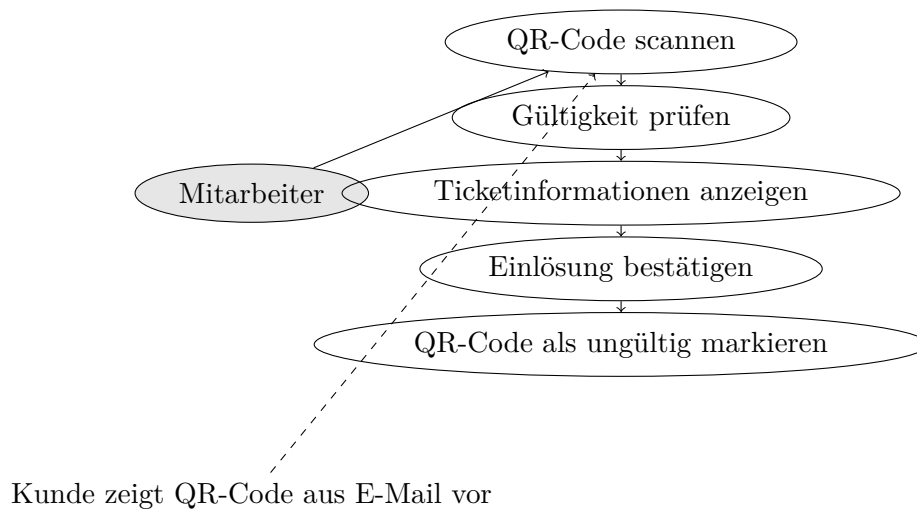 QR-Code scannen
Gültigkeit prüfen
Mitarbeiter
Ticketinformationen anzeigen
Einlösung bestätigen
QR-Code als ungültig markieren
Kunde zeigt QR-Code aus E-Mail vor